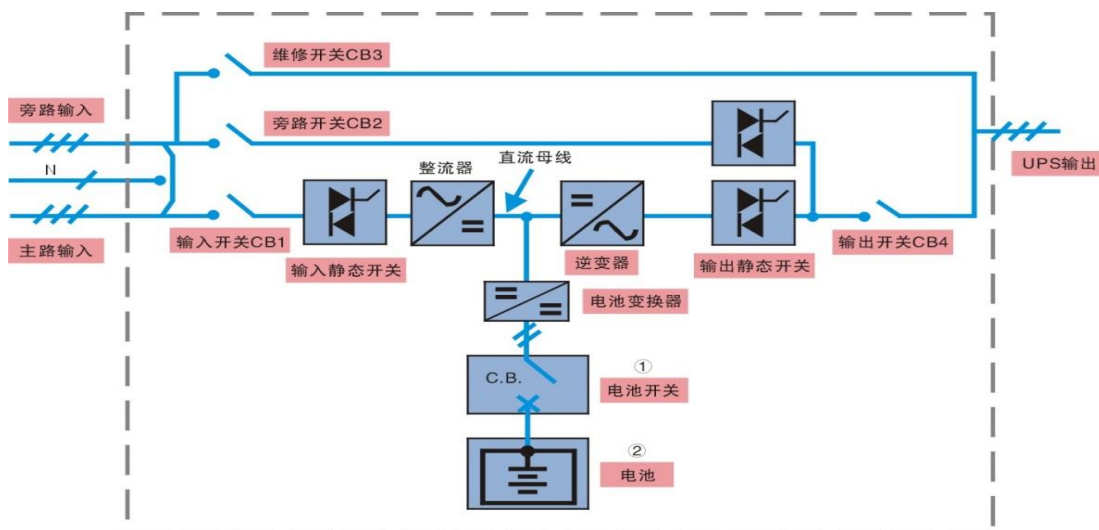 维修开关CB3
旁路输入
旁路开关CB2
直流母线
N
整流器
UPS输出
主路输入
输入开关CB1
输入静态开关
逆变器
输出静态开关
输出开关CB4
电池变换器
C.B.
①
电池开关
②
电池